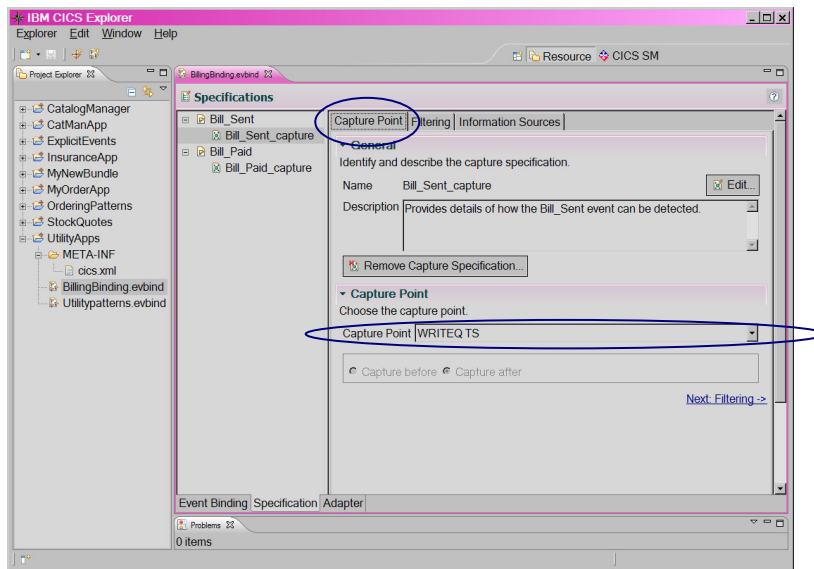 IBM CICS Explorer
Explorer Edit Window Help
Resource CICS SM
Project Explorer
CatalogManager
CatManApp
ExplicitEvents
InsuranceApp
MyNewBundle
MyOrderApp
OrderingPatterns
StockQuotes
UtilityApps
META-INF
cics.xml
BillingBinding.evbind
Utilitypatterns.evbind
BillingBinding.evbind
Specifications
Bill_Sent
Bill_Sent_capture
Bill_Paid
Bill_Paid_capture
Capture Point Filtering Information Sources
General
Identify and describe the capture specification.
Name Bill_Sent_capture Edit...
Description Provides details of how the Bill_Sent event can be detected.
Remove Capture Specification...
Capture Point
Choose the capture point.
Capture Point WRITEQ TS
Capture before Capture after
Next: Filtering ->
Event Binding Specification Adapter
Problems
0 items